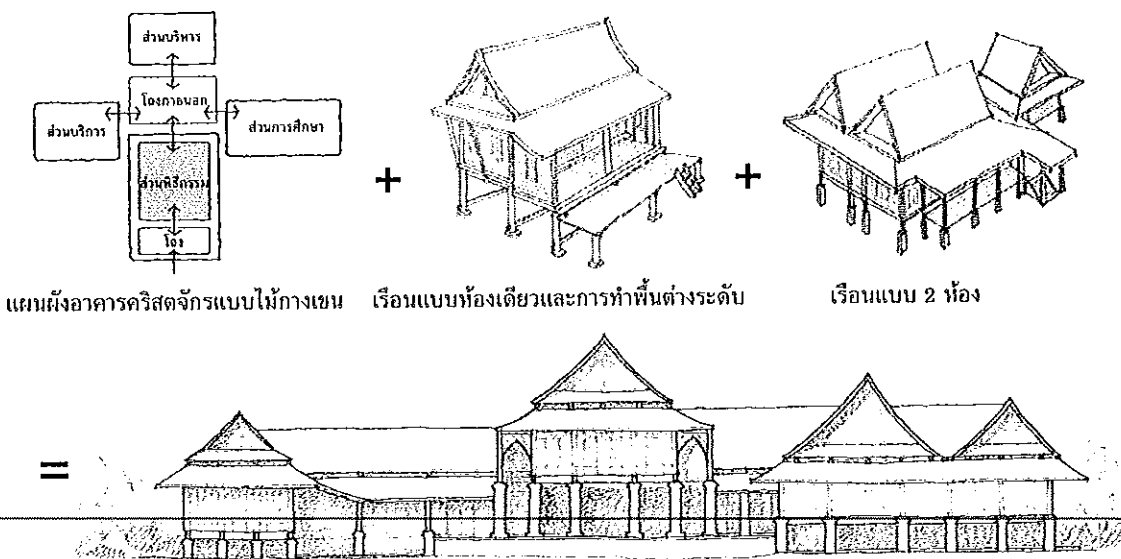 ส่วนบริหาร
โถงภายนอก
ส่วนบริการ
ส่วนการศึกษา
ส่วนพิธีกรรม
โถง
+
+
แผนผังอาคารคริสตจักรแบบไม้กางเขน
เรือนแบบห้องเดียวและการทำพื้นต่างระดับ
เรือนแบบ 2 ห้อง
=